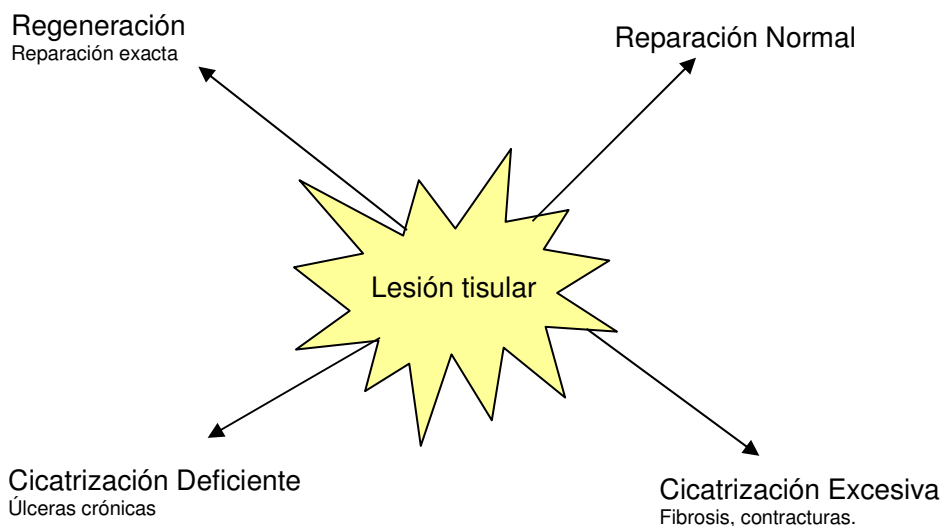 Regeneración
Reparación exacta
Reparación Normal
Lesión tisular
Cicatrización Deficiente
Úlceras crónicas
Cicatrización Excesiva
Fibrosis, contracturas.